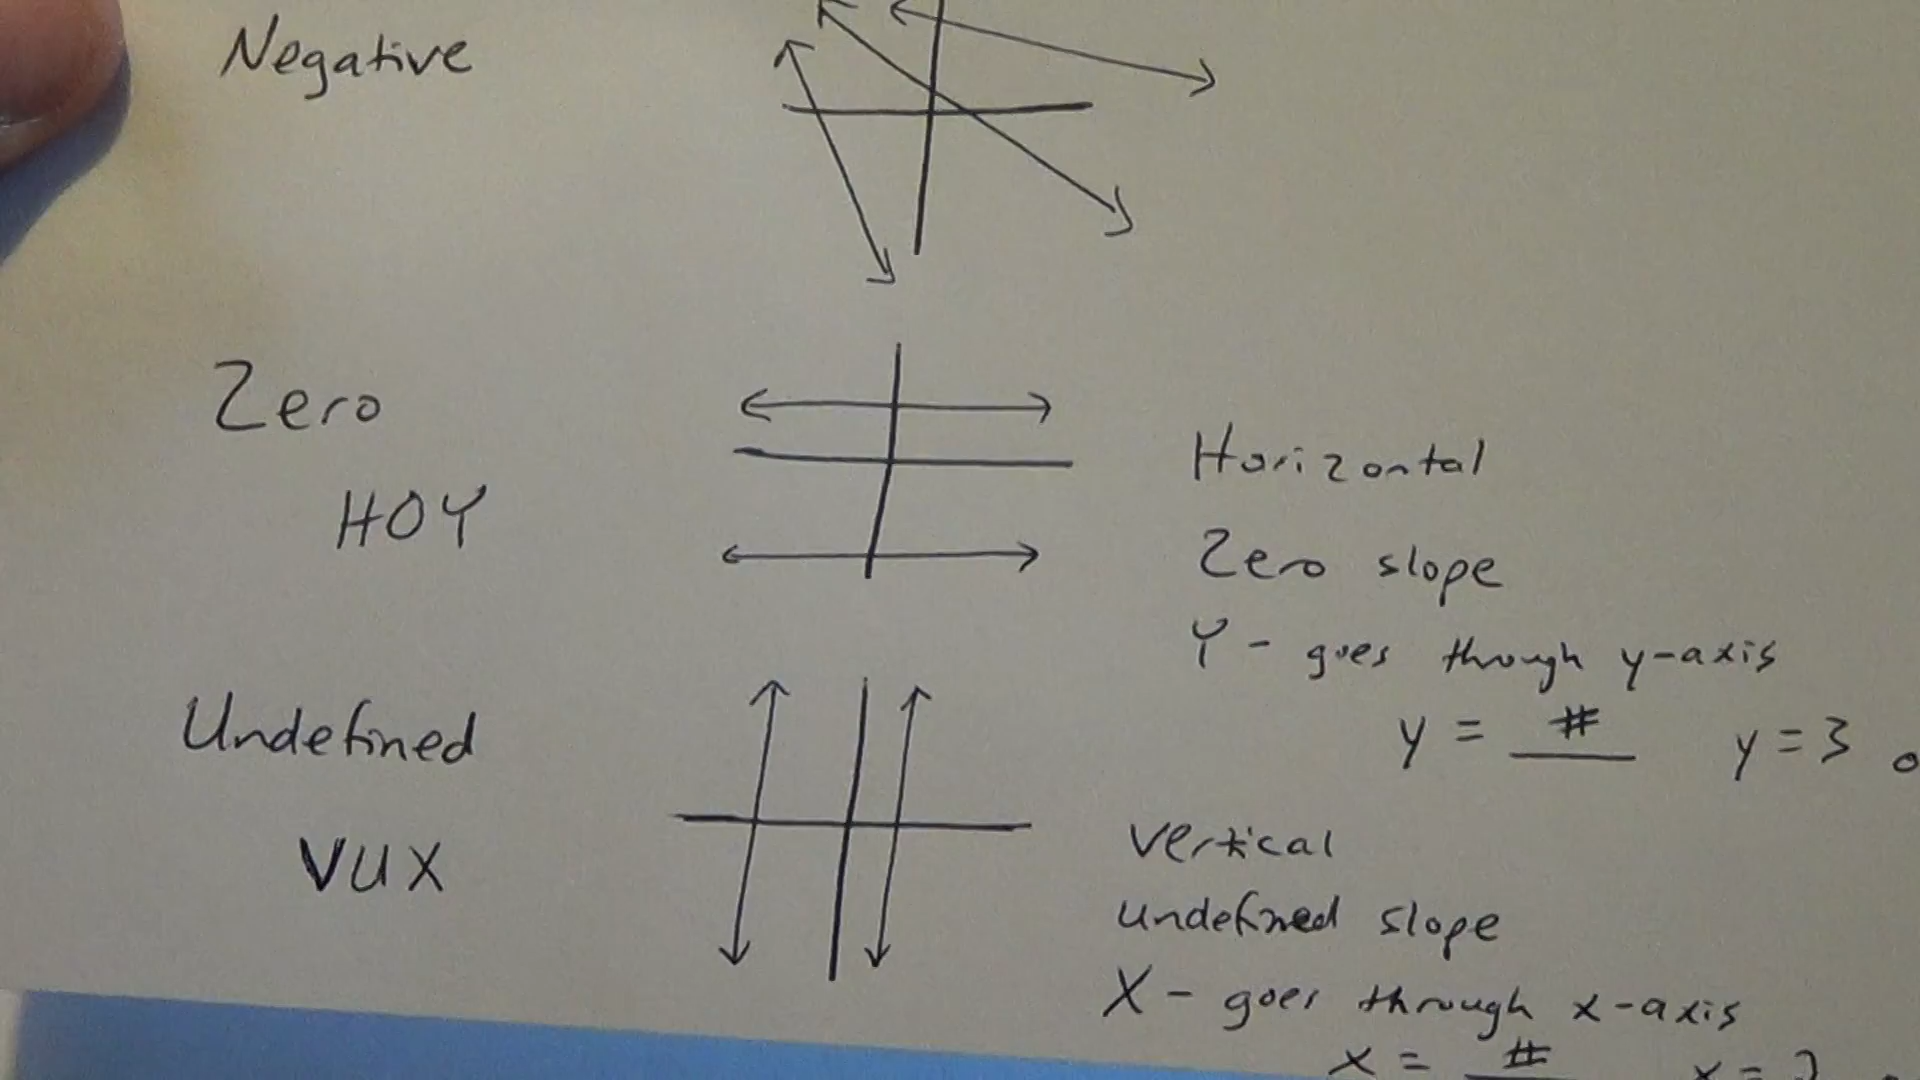 Negative
Zero
HOY
Horizontal
Zero slope
Y - goes through y-axis
y = # y = 3
Undefined
VUX
Vertical
undefined slope
X - goes through x-axis
x = # x =